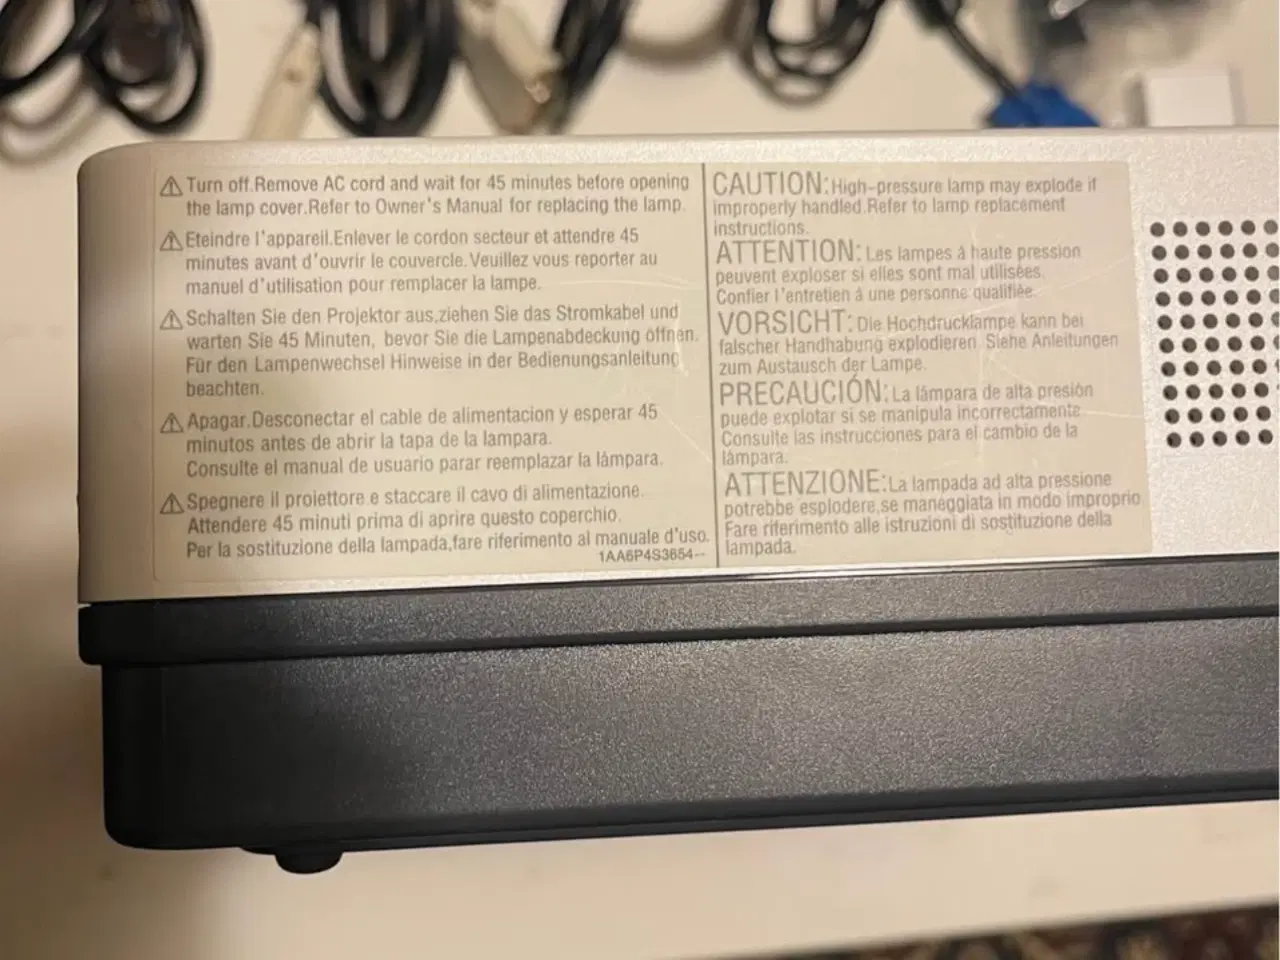 Turn off.Remove AC cord and wait for 45 minutes before opening
the lamp cover.Refer to Owner's Manual for replacing the lamp.
Eteindre l'appareil.Enlever le cordon secteur et attendre 45
minutes avant d'ouvrir le couvercle.Veuillez vous reporter au
manuel d'utilisation pour remplacer la lampe.
Schalten Sie den Projektor aus,ziehen Sie das Stromkabel und
warten Sie 45 Minuten, bevor Sie die Lampenabdeckung öffnen.
Für den Lampenwechsel Hinweise in der Bedienungsanleitung
beachten.
Apagar.Desconectar el cable de alimentacion y esperar 45
minutos antes de abrir la tapa de la lampara.
Consulte el manual de usuario parar reemplazar la lámpara.
Spegnere il proiettore e staccare il cavo di alimentazione.
Attendere 45 minuti prima di aprire questo coperchio.
Per la sostituzione della lampada,fare riferimento al manuale d'uso.
1AA6P4S3654--
CAUTION:High-pressure lamp may explode if
improperly handled.Refer to lamp replacement
instructions.
ATTENTION:Les lampes à haute pression
peuvent exploser si elles sont mal utilisées.
Confier l'entretien à une personne qualifiée.
VORSICHT:Die Hochdrucklampe kann bei
falscher Handhabung explodieren.Siehe Anleitungen
zum Austausch der Lampe.
PRECAUCIÓN:La lámpara de alta presión
puede explotar si se manipula incorrectamente
Consulte las instrucciones para el cambio de la
lámpara.
ATTENZIONE:La lampada ad alta pressione
potrebbe esplodere,se maneggiata in modo improprio
Fare riferimento alle istruzioni di sostituzione della
lampada.